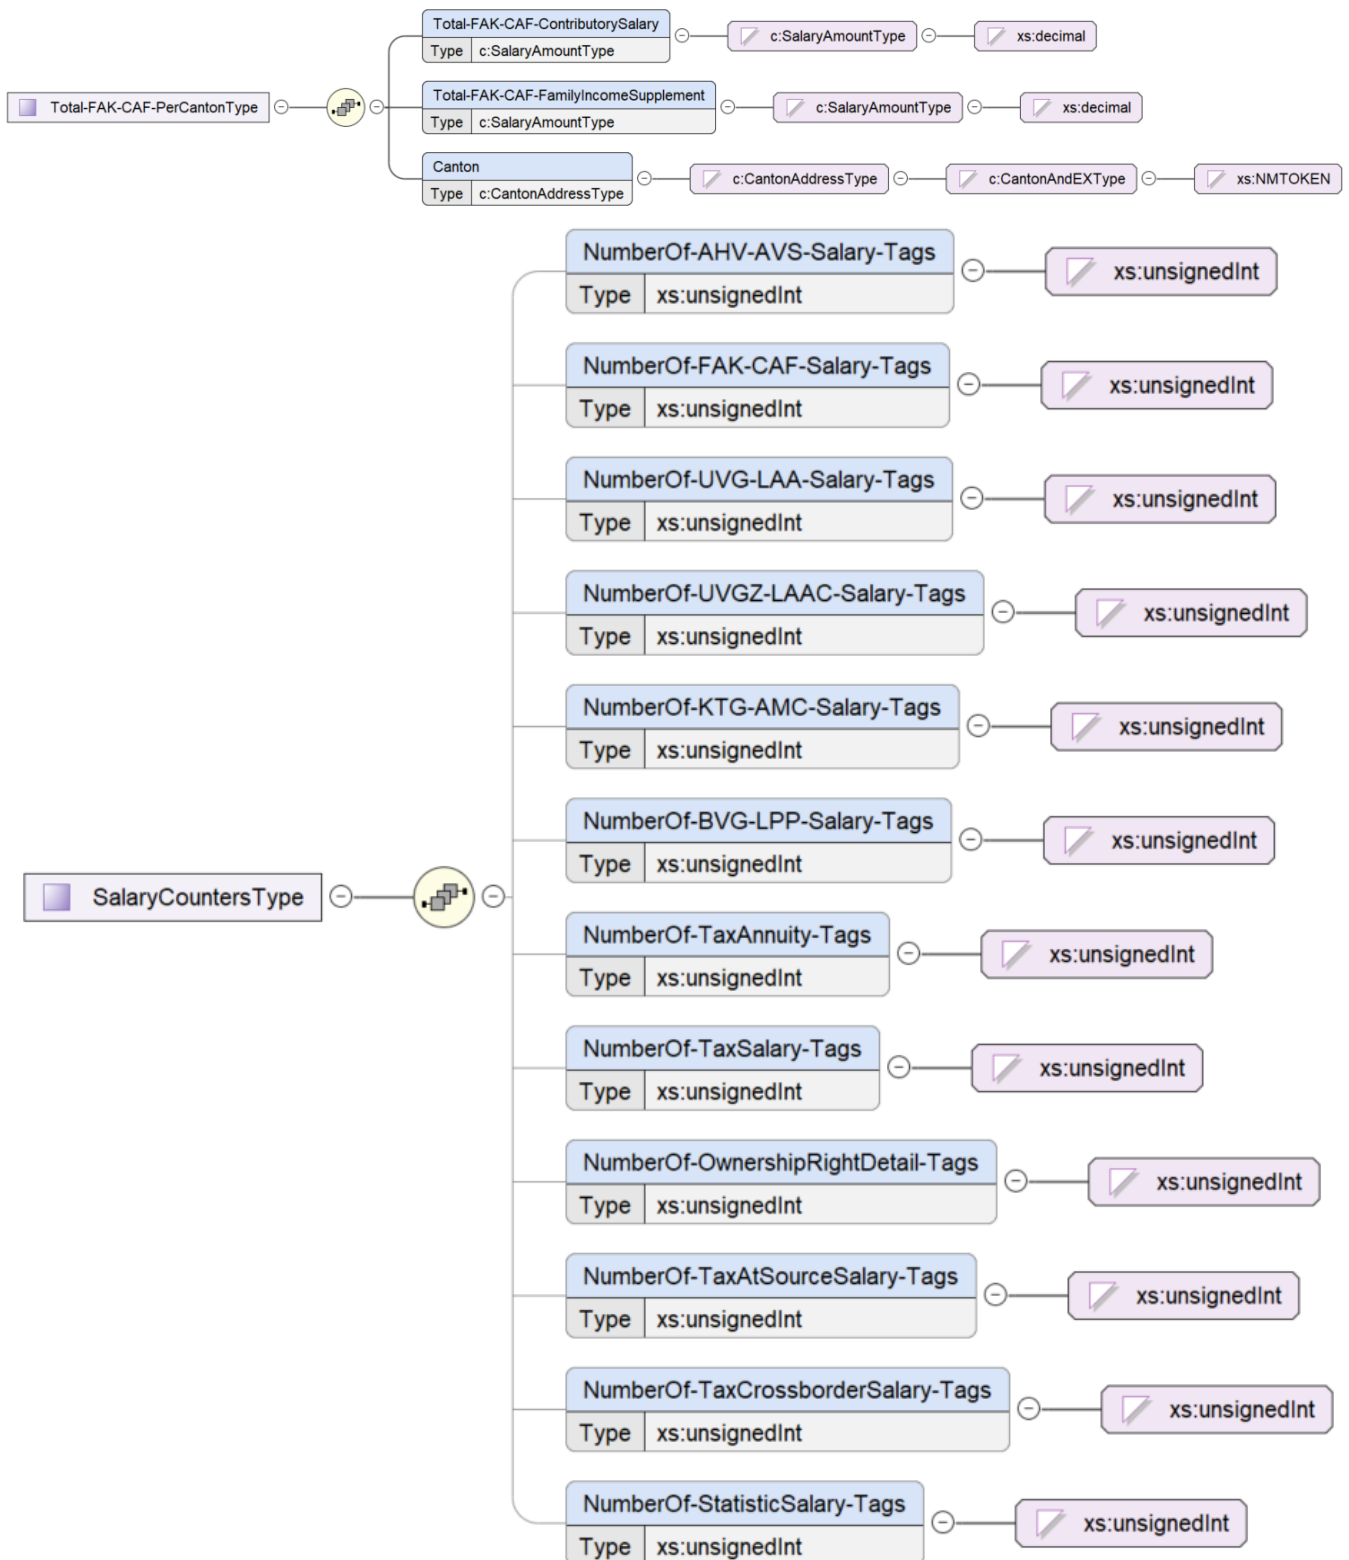 Total-FAK-CAF-PerCantonType
Total-FAK-CAF-ContributorySalary
Type c:SalaryAmountType
c:SalaryAmountType
xs:decimal
Total-FAK-CAF-FamilyIncomeSupplement
Type c:SalaryAmountType
c:SalaryAmountType
xs:decimal
Canton
Type c:CantonAddressType
c:CantonAddressType
c:CantonAndEXType
xs:NMTOKEN
SalaryCountersType
NumberOf-AHV-AVS-Salary-Tags
Type xs:unsignedInt
xs:unsignedInt
NumberOf-FAK-CAF-Salary-Tags
Type xs:unsignedInt
xs:unsignedInt
NumberOf-UVG-LAA-Salary-Tags
Type xs:unsignedInt
xs:unsignedInt
NumberOf-UVGZ-LAAC-Salary-Tags
Type xs:unsignedInt
xs:unsignedInt
NumberOf-KTG-AMC-Salary-Tags
Type xs:unsignedInt
xs:unsignedInt
NumberOf-BVG-LPP-Salary-Tags
Type xs:unsignedInt
xs:unsignedInt
NumberOf-TaxAnnuity-Tags
Type xs:unsignedInt
xs:unsignedInt
NumberOf-TaxSalary-Tags
Type xs:unsignedInt
xs:unsignedInt
NumberOf-OwnershipRightDetail-Tags
Type xs:unsignedInt
xs:unsignedInt
NumberOf-TaxAtSourceSalary-Tags
Type xs:unsignedInt
xs:unsignedInt
NumberOf-TaxCrossborderSalary-Tags
Type xs:unsignedInt
xs:unsignedInt
NumberOf-StatisticSalary-Tags
Type xs:unsignedInt
xs:unsignedInt